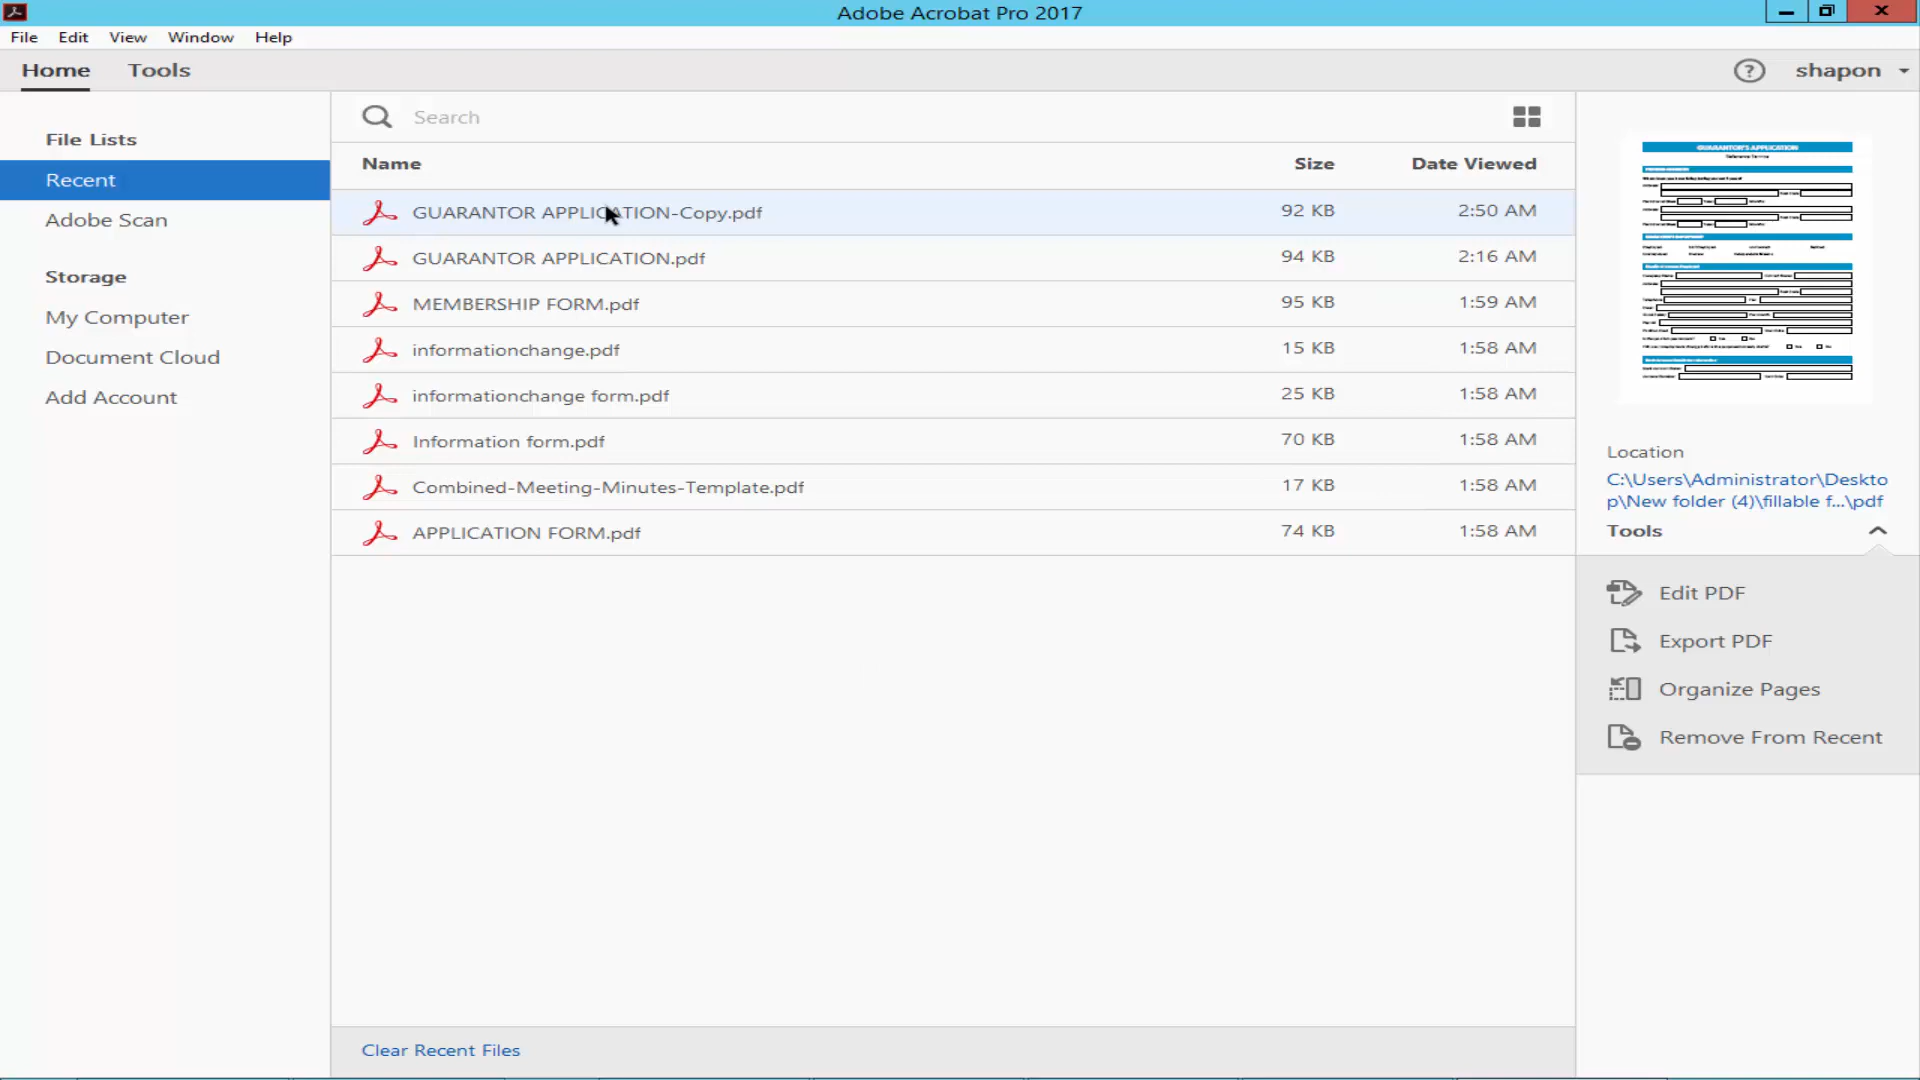 Adobe Acrobat Pro 2017
File Edit View Window Help
Home Tools
shapon
File Lists
Recent
Adobe Scan
Storage
My Computer
Document Cloud
Add Account
Search
Name Size Date Viewed
GUARANTOR APPLICATION-Copy.pdf 92 KB 2:50 AM
GUARANTOR APPLICATION.pdf 94 KB 2:16 AM
MEMBERSHIP FORM.pdf 95 KB 1:59 AM
informationchange.pdf 15 KB 1:58 AM
informationchange form.pdf 25 KB 1:58 AM
Information form.pdf 70 KB 1:58 AM
Combined-Meeting-Minutes-Template.pdf 17 KB 1:58 AM
APPLICATION FORM.pdf 74 KB 1:58 AM
Clear Recent Files
GUARANTOR'S APPLICATION
Location
C:\Users\Administrator\Deskto
p\New folder (4)\fillable f...\pdf
Tools
Edit PDF
Export PDF
Organize Pages
Remove From Recent